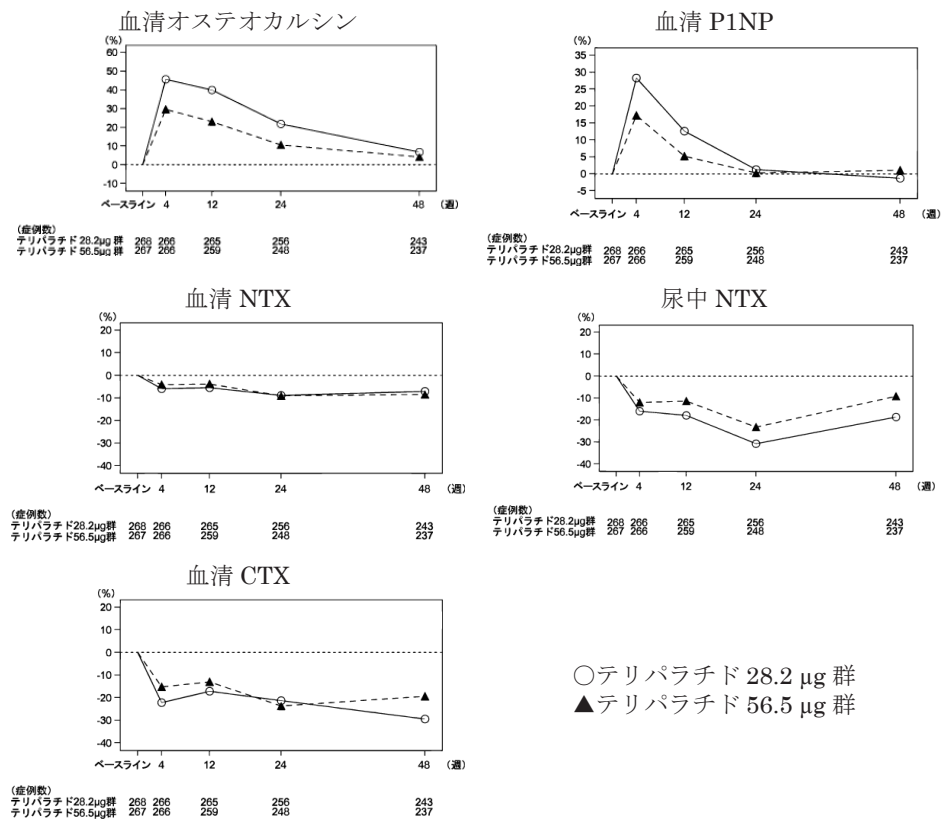 血清オステオカルシン
(%)
60
50
40
30
20
10
0
-10
ベースライン 4 12 24 48 (週)
(症例数)
テリパラチド 28.2µg 群 268 266 265 256 243
テリパラチド56.5µg 群 267 266 259 248 237
血清 P1NP
(%)
35
30
25
20
15
10
5
0
-5
ベースライン 4 12 24 48 (週)
(症例数)
テリパラチド28.2µg群 268 266 265 256 243
テリパラチド56.5µg群 267 266 259 248 237
血清 NTX
(%)
20
10
0
-10
-20
-30
-40
ベースライン 4 12 24 48 (週)
(症例数)
テリパラチド28.2µg群 268 266 265 256 243
テリパラチド56.5µg群 267 266 259 248 237
尿中 NTX
(%)
20
10
0
-10
-20
-30
-40
ベースライン 4 12 24 48 (週)
(症例数)
テリパラチド28.2µg群 268 266 265 256 243
テリパラチド56.5µg群 267 266 259 248 237
血清 CTX
(%)
20
10
0
-10
-20
-30
-40
ベースライン 4 12 24 48 (週)
(症例数)
テリパラチド28.2µg群 268 266 265 256 243
テリパラチド56.5µg群 267 266 259 248 237
○テリパラチド 28.2 µg 群
▲テリパラチド 56.5 µg 群